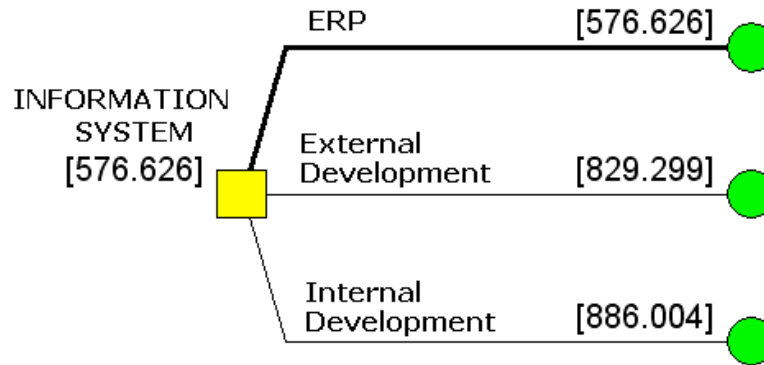 ERP [576.626]
INFORMATION
SYSTEM
[576.626]
External
Development [829.299]
Internal
Development [886.004]